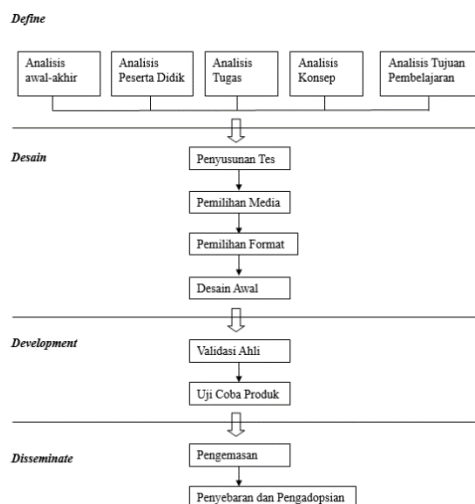 Define
Analisis
awal-akhir
Analisis
Peserta Didik
Analisis
Tugas
Analisis
Konsep
Analisis Tujuan
Pembelajaran
Desain
Penyusunan Tes
Pemilihan Media
Pemilihan Format
Desain Awal
Development
Validasi Ahli
Uji Coba Produk
Disseminate
Pengemasan
Penyebaran dan Pengadopsian